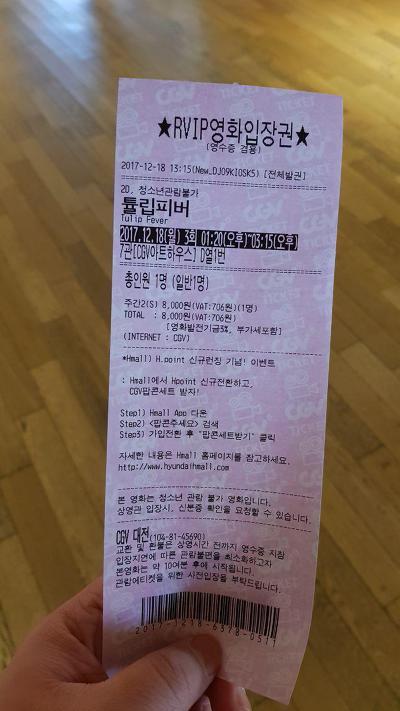 ★RVIP영화입장권★
(영수증 겸용)
2017-12-18 13:15(New_DJ09KIOSK5) [전체발권]
2D, 청소년관람불가
튤립피버
Tulip Fever
2017.12.18(월) 3회 01:20(오후)~03:15(오후)
7관[CGV아트하우스] D열1번
총인원 1명 (일반1명)
주간2(S) 8,000원(VAT:706원)(1명)
TOTAL : 8,000원(VAT:706원)
[영화발전기금3%, 부가세포함]
(INTERNET : CGV)
*Hmall) H.point 신규런칭 기념! 이벤트
: Hmall에서 Hpoint 신규전환하고,
CGV팝콘세트 받자!
Step1) Hmall App 다운
Step2) <팝콘주세요> 검색
Step3) 가입전환 후 "팝콘세트받기" 클릭
자세한 내용은 Hmall 홈페이지를 참고하세요.
http://www.hyundaihmall.com
본 영화는 청소년 관람 불가 영화입니다.
상영관 입장시, 신분증 확인을 요청할 수 있습니다.
CGV 대전(104-81-45690)
교환 및 환불은 상영시간 전까지 영수증 지참
입장지연에 따른 관람불편을 최소화하고자
본영화는 약 10여분 후에 시작됩니다.
관람에티켓을 위한 사전입장을 부탁드립니다.
2017-1218-6378-0511